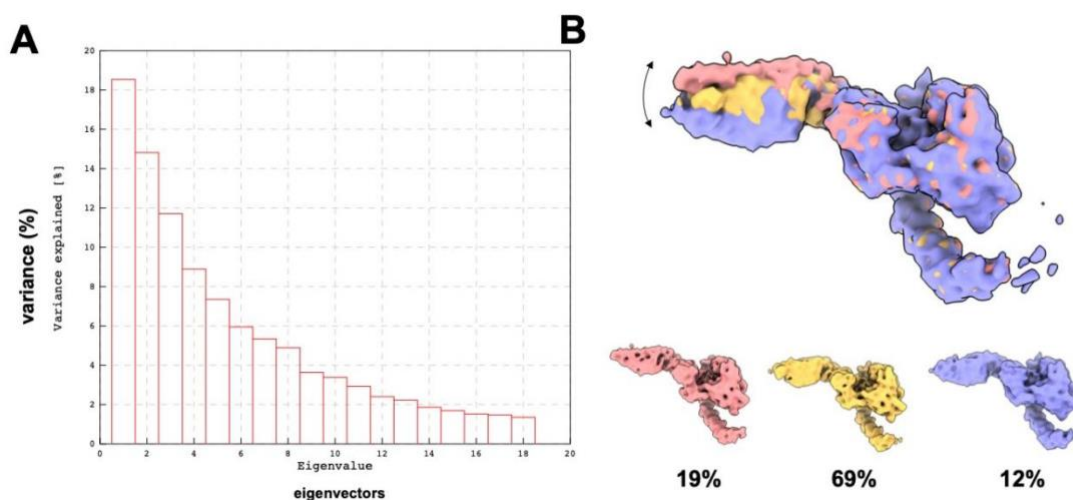 A
B
20
18
16
14
12
10
8
6
4
2
0
variance (%)
Variance explained [%]
0 2 4 6 8 10 12 14 16 18 20
Eigenvalue
eigenvectors
19% 69% 12%